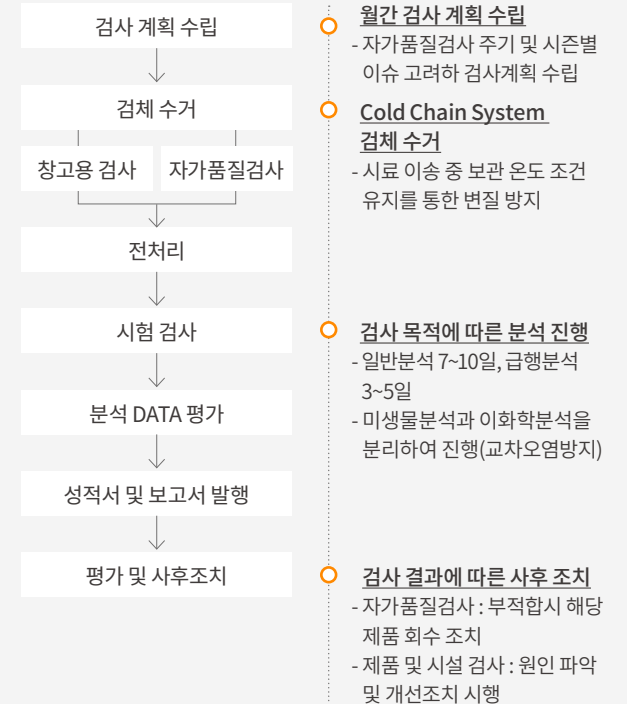 검사 계획 수립
검체 수거
창고용 검사
자가품질검사
전처리
시험 검사
분석 DATA 평가
성적서 및 보고서 발행
평가 및 사후조치
월간 검사 계획 수립
- 자가품질검사 주기 및 시즌별
이슈 고려하 검사계획 수립
Cold Chain System
검체 수거
- 시료 이송 중 보관 온도 조건
유지를 통한 변질 방지
검사 목적에 따른 분석 진행
- 일반분석 7~10일, 급행분석
3~5일
- 미생물분석과 이화학분석을
분리하여 진행(교차오염방지)
검사 결과에 따른 사후 조치
- 자가품질검사 : 부적합시 해당
제품 회수 조치
- 제품 및 시설 검사 : 원인 파악
및 개선조치 시행